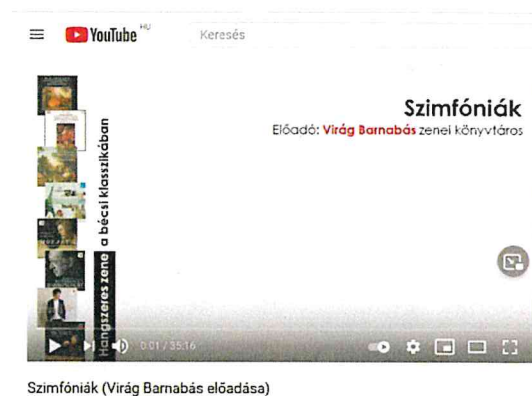 YouTube HU
Keresés
Szimfóniák
Előadó: Virág Barnabás zenei könyvtáros
Hangszeres zene a bécsi klasszikában
0:01 / 35:16
Szimfóniák (Virág Barnabás előadása)